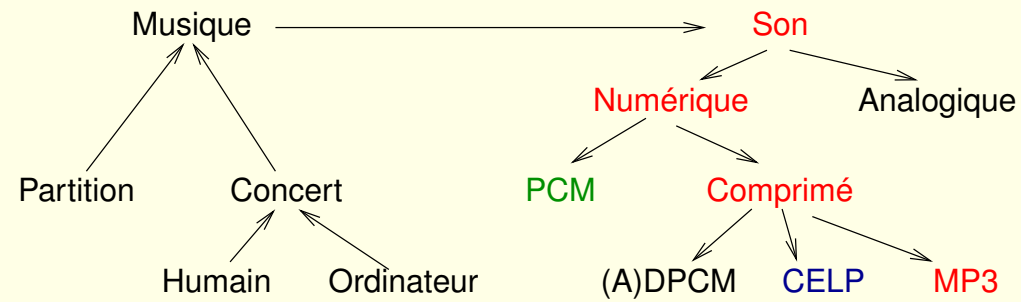 Musique Son
Numérique Analogique
Partition Concert PCM Comprimé
Humain Ordinateur (A)DPCM CELP MP3